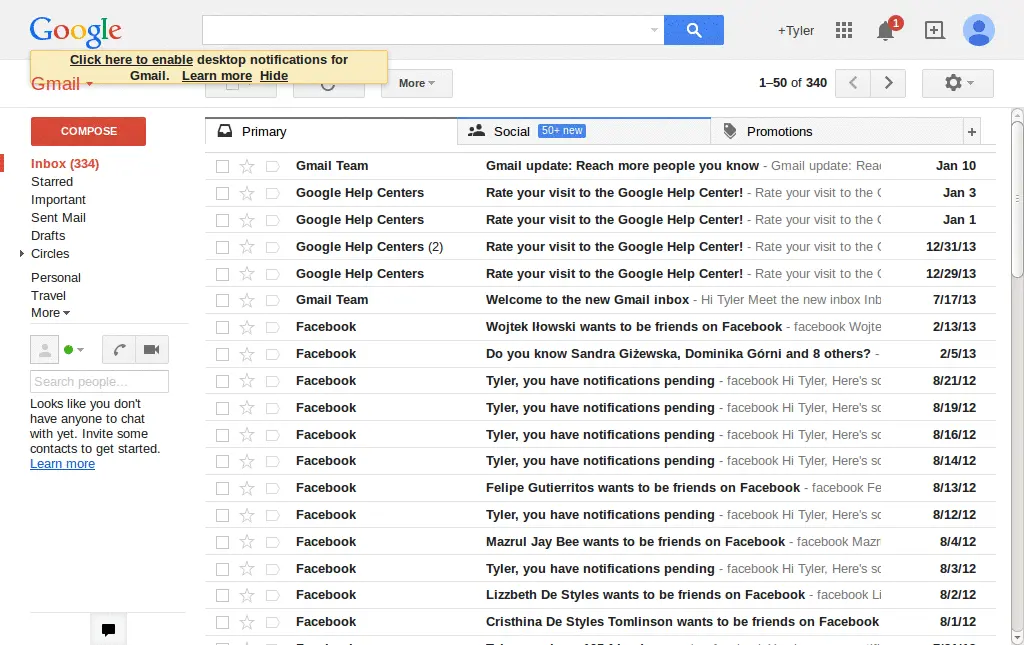 Google
+Tyler
1
Click here to enable desktop notifications for
Gmail. Learn more Hide
Gmail
More
1–50 of 340
COMPOSE
Inbox (334)
Starred
Important
Sent Mail
Drafts
Circles
Personal
Travel
More
Search people...
Looks like you don't
have anyone to chat
with yet. Invite some
contacts to get started.
Learn more
Primary
Social 50+ new
Promotions
+
Gmail Team Gmail update: Reach more people you know - Gmail update: Reac Jan 10
Google Help Centers Rate your visit to the Google Help Center! - Rate your visit to the G Jan 3
Google Help Centers Rate your visit to the Google Help Center! - Rate your visit to the G Jan 1
Google Help Centers (2) Rate your visit to the Google Help Center! - Rate your visit to the G 12/31/13
Google Help Centers Rate your visit to the Google Help Center! - Rate your visit to the G 12/29/13
Gmail Team Welcome to the new Gmail inbox - Hi Tyler Meet the new inbox Inb 7/17/13
Facebook Wojtek Iłowski wants to be friends on Facebook - facebook Wojte 2/13/13
Facebook Do you know Sandra Giżewska, Dominika Górni and 8 others? - 2/5/13
Facebook Tyler, you have notifications pending - facebook Hi Tyler, Here's so 8/21/12
Facebook Tyler, you have notifications pending - facebook Hi Tyler, Here's so 8/19/12
Facebook Tyler, you have notifications pending - facebook Hi Tyler, Here's so 8/16/12
Facebook Tyler, you have notifications pending - facebook Hi Tyler, Here's so 8/14/12
Facebook Felipe Gutierritos wants to be friends on Facebook - facebook Fe 8/13/12
Facebook Tyler, you have notifications pending - facebook Hi Tyler, Here's so 8/12/12
Facebook Mazrul Jay Bee wants to be friends on Facebook - facebook Mazr 8/4/12
Facebook Tyler, you have notifications pending - facebook Hi Tyler, Here's so 8/3/12
Facebook Lizzbeth De Styles wants to be friends on Facebook - facebook Li 8/2/12
Facebook Cristhina De Styles Tomlinson wants to be friends on Facebook 8/1/12